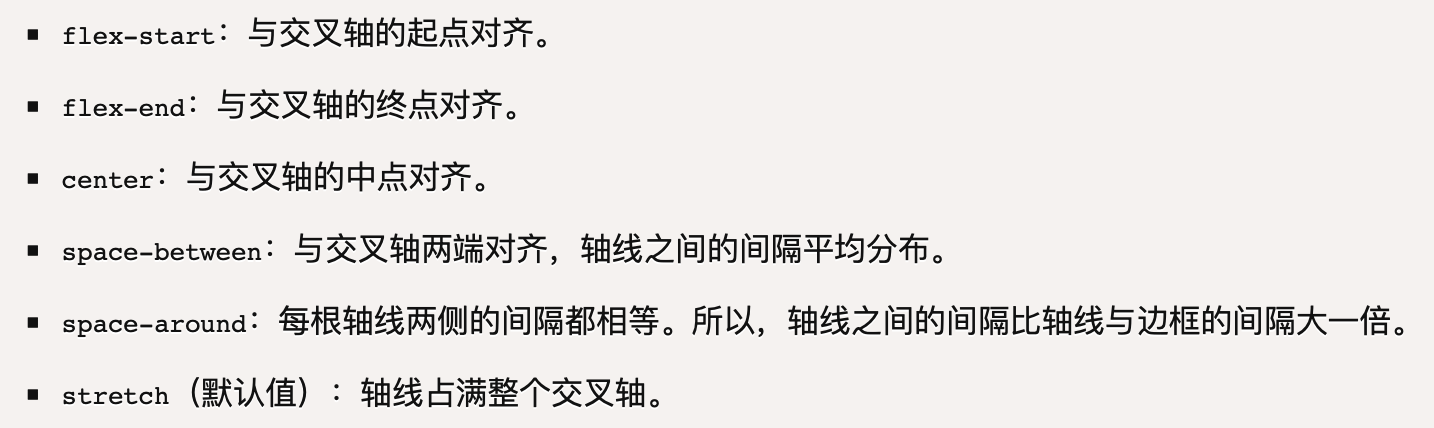 ▪ flex-start：与交叉轴的起点对齐。
▪ flex-end：与交叉轴的终点对齐。
▪ center：与交叉轴的中点对齐。
▪ space-between：与交叉轴两端对齐，轴线之间的间隔平均分布。
▪ space-around：每根轴线两侧的间隔都相等。所以，轴线之间的间隔比轴线与边框的间隔大一倍。
▪ stretch（默认值）：轴线占满整个交叉轴。